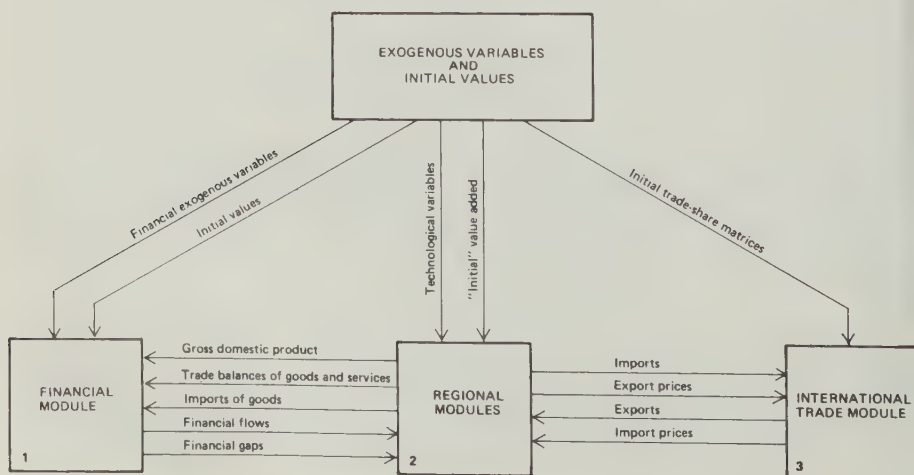 EXOGENOUS VARIABLES
AND
INITIAL VALUES
Financial exogenous variables
Initial values
Technological variables
"Initial" value added
Initial trade-share matrices
FINANCIAL
MODULE
1
Gross domestic product
Trade balances of goods and services
Imports of goods
Financial flows
Financial gaps
REGIONAL
MODULES
2
Imports
Export prices
Exports
Import prices
INTERNATIONAL
TRADE MODULE
3